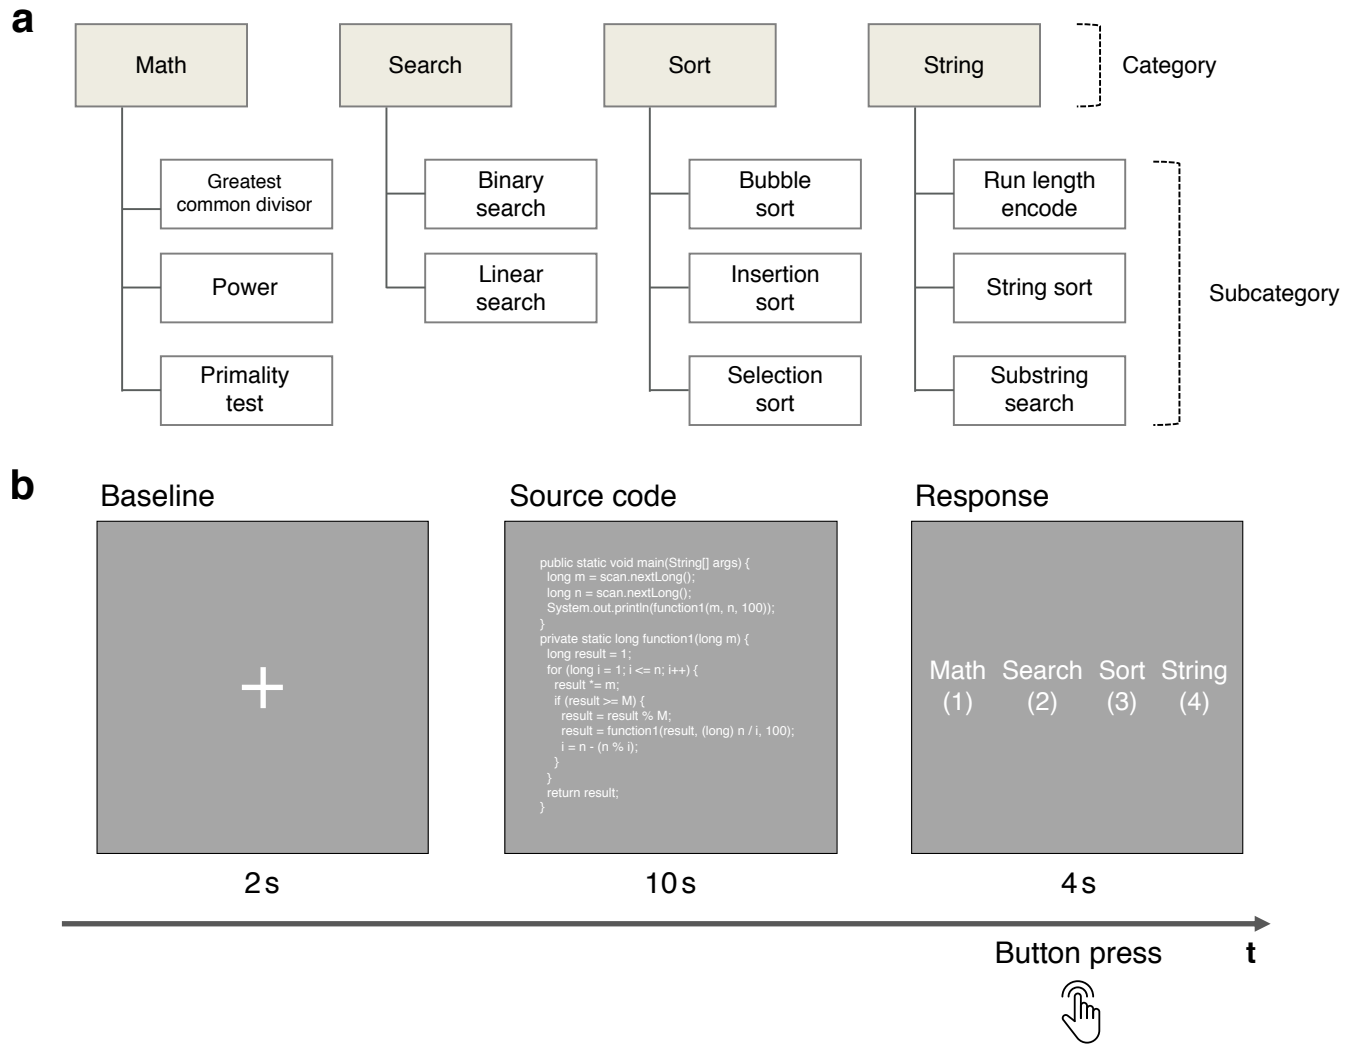 a
Math
Search
Sort
String
Category
Greatest
common divisor
Binary
search
Bubble
sort
Run length
encode
Power
Linear
search
Insertion
sort
String sort
Subcategory
Primality
test
Selection
sort
Substring
search
b
Baseline
Source code
Response
public static void main(String[] args) {
long m = scan.nextLong();
long n = scan.nextLong();
System.out.println(function1(m, n, 100));
}
private static long function1(long m) {
long result = 1;
for (long i = 1; i <= n; i++) {
result *= m;
if (result >= M) {
result = result % M;
result = function1(result, (long) n / i, 100);
i = n - (n % i);
}
}
return result;
}
Math Search Sort String
(1) (2) (3) (4)
2 s
10 s
4 s
Button press
t